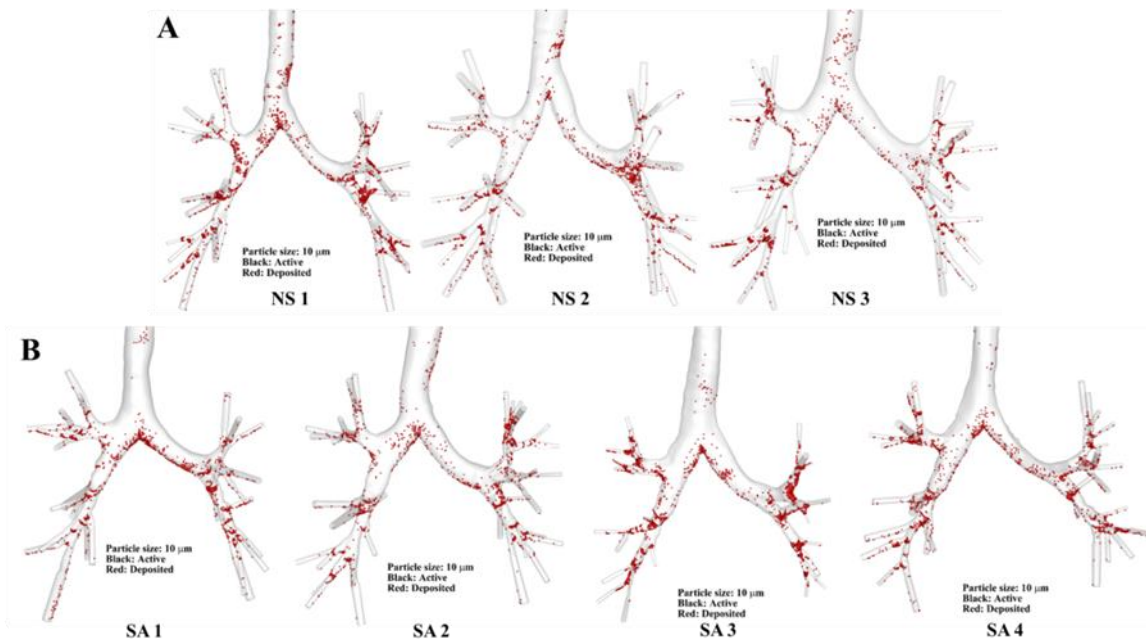 A
Particle size: 10 μm
Black: Active
Red: Deposited
NS 1
Particle size: 10 μm
Black: Active
Red: Deposited
NS 2
Particle size: 10 μm
Black: Active
Red: Deposited
NS 3
B
Particle size: 10 μm
Black: Active
Red: Deposited
SA 1
Particle size: 10 μm
Black: Active
Red: Deposited
SA 2
Particle size: 10 μm
Black: Active
Red: Deposited
SA 3
Particle size: 10 μm
Black: Active
Red: Deposited
SA 4